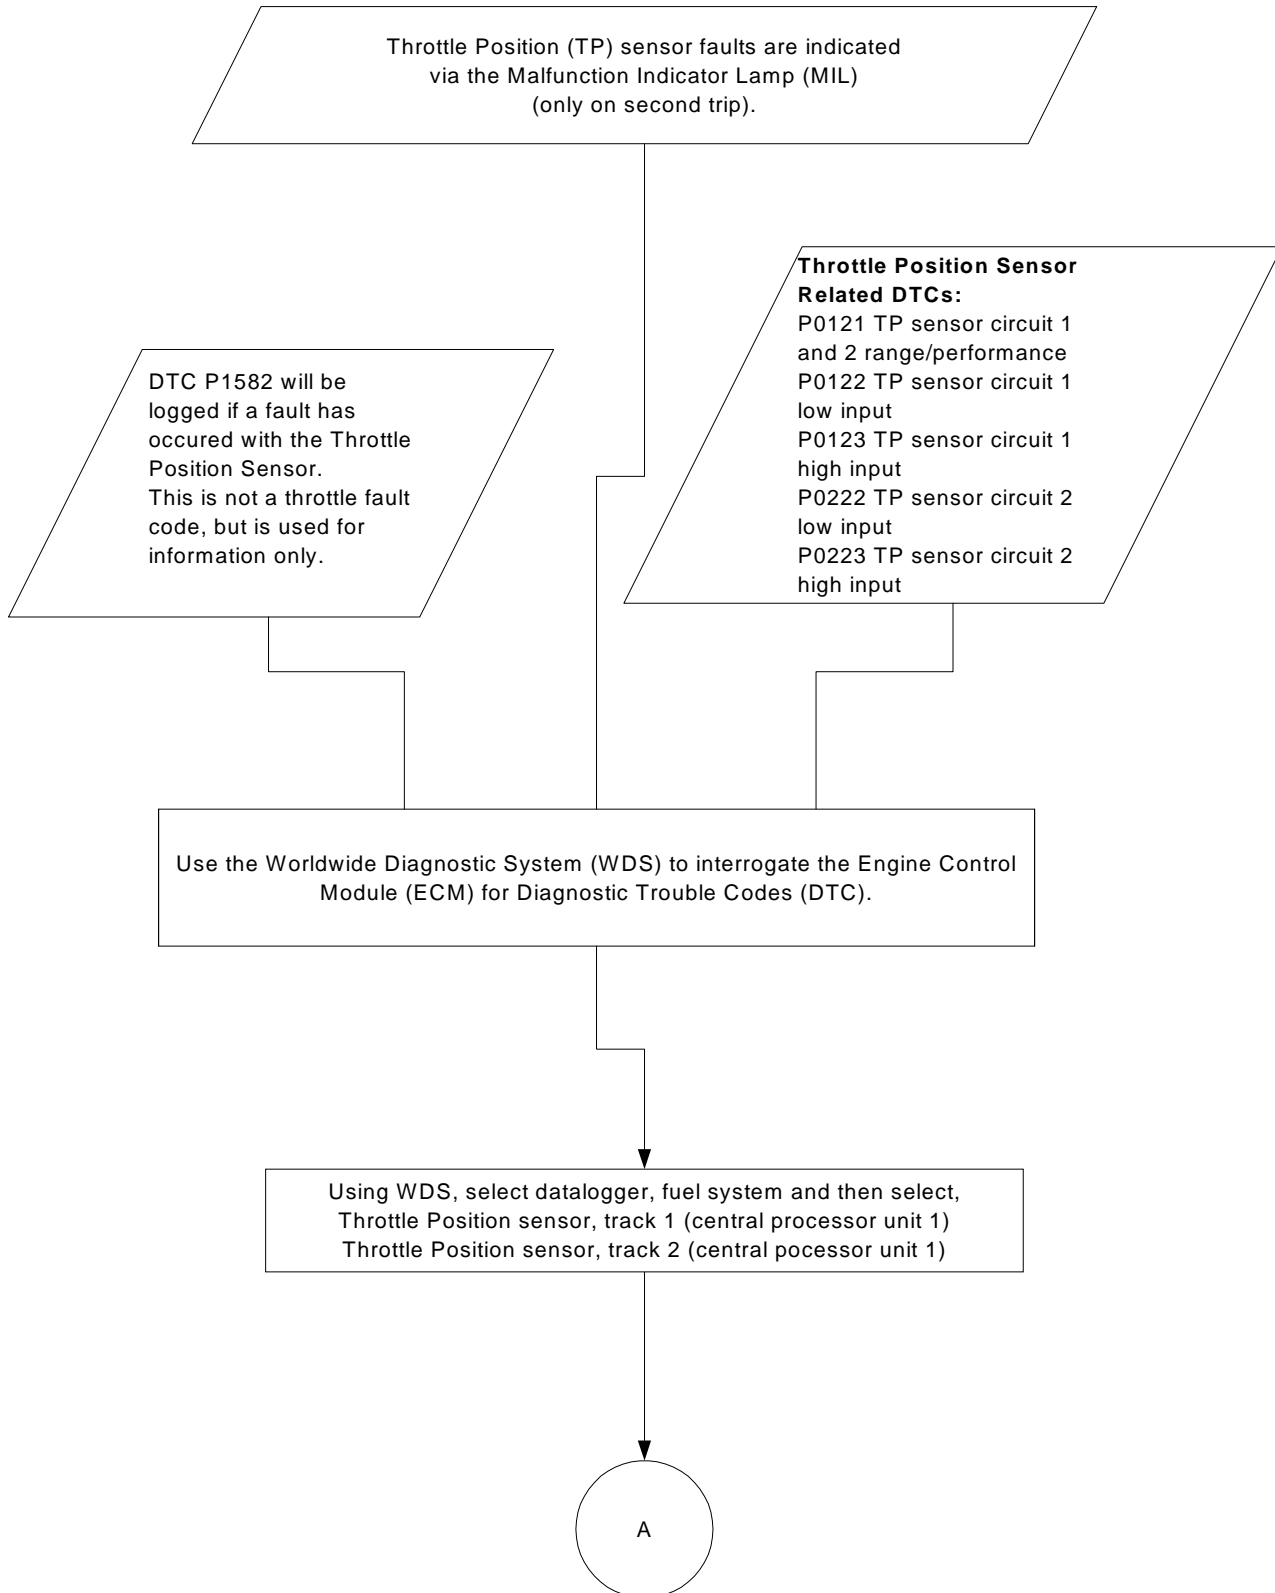 Throttle Position (TP) sensor faults are indicated
via the Malfunction Indicator Lamp (MIL)
(only on second trip).
DTC P1582 will be
logged if a fault has
occured with the Throttle
Position Sensor.
This is not a throttle fault
code, but is used for
information only.
Throttle Position Sensor
Related DTCs:
P0121 TP sensor circuit 1
and 2 range/performance
P0122 TP sensor circuit 1
low input
P0123 TP sensor circuit 1
high input
P0222 TP sensor circuit 2
low input
P0223 TP sensor circuit 2
high input
Use the Worldwide Diagnostic System (WDS) to interrogate the Engine Control
Module (ECM) for Diagnostic Trouble Codes (DTC).
Using WDS, select datalogger, fuel system and then select,
Throttle Position sensor, track 1 (central processor unit 1)
Throttle Position sensor, track 2 (central pocessor unit 1)
A